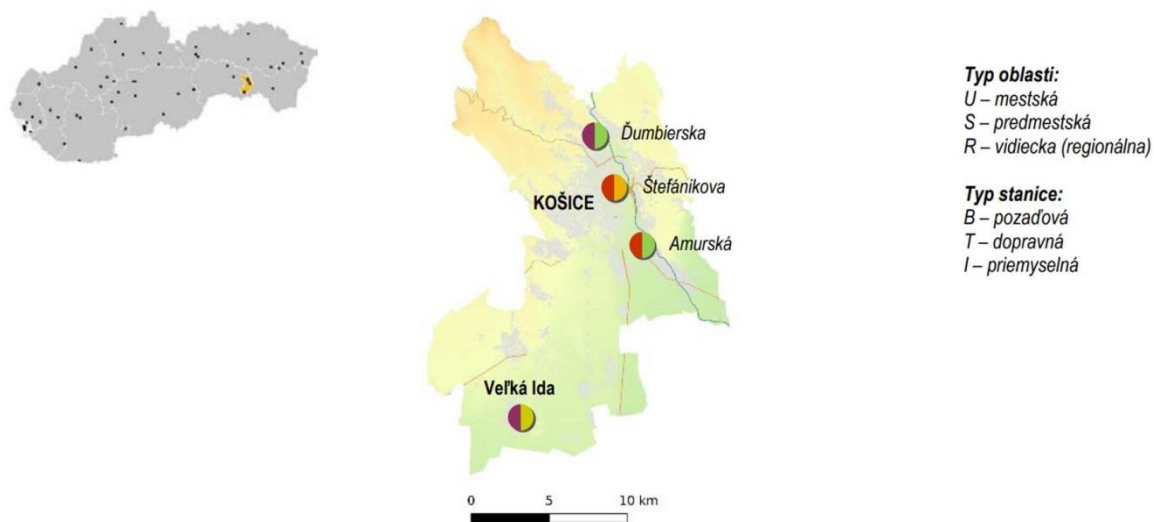 Ďumbierska
Štefánikova
KOŠICE
Amurská
Veľká Ida
0 5 10 km
Typ oblasti:
U – mestská
S – predmestská
R – vidiecka (regionálna)
Typ stanice:
B – pozaďová
T – dopravná
I – priemyselná